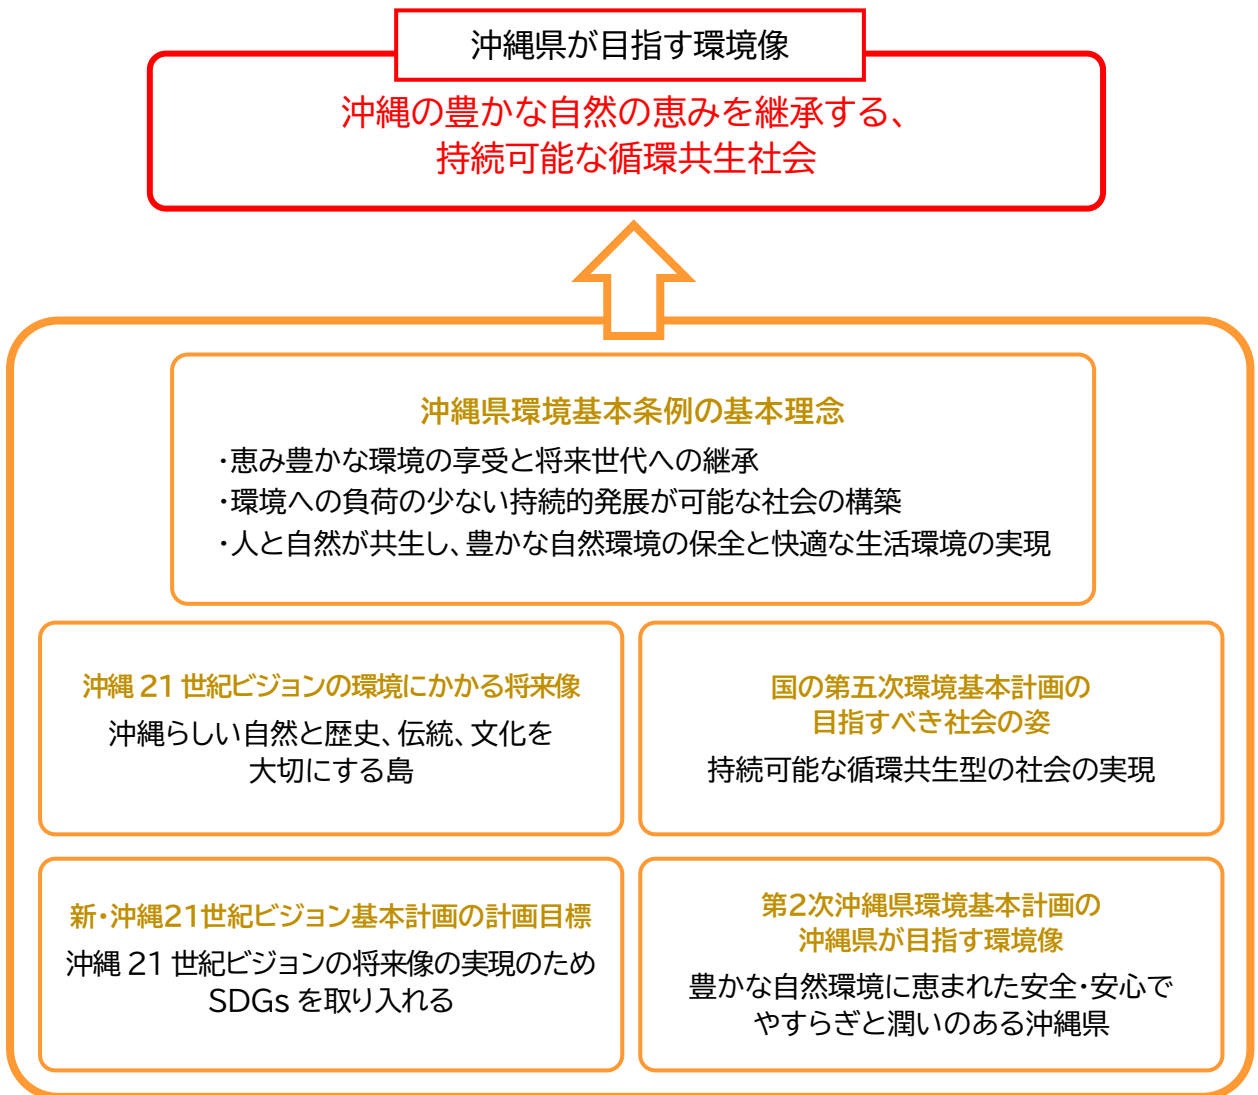 沖縄県が目指す環境像
沖縄の豊かな自然の恵みを継承する、
持続可能な循環共生社会
沖縄県環境基本条例の基本理念
・恵み豊かな環境の享受と将来世代への継承
・環境への負荷の少ない持続的発展が可能な社会の構築
・人と自然が共生し、豊かな自然環境の保全と快適な生活環境の実現
沖縄 21 世紀ビジョンの環境にかかる将来像
沖縄らしい自然と歴史、伝統、文化を
大切にする島
国の第五次環境基本計画の
目指すべき社会の姿
持続可能な循環共生型の社会の実現
新・沖縄21世紀ビジョン基本計画の計画目標
沖縄 21 世紀ビジョンの将来像の実現のため
SDGs を取り入れる
第2次沖縄県環境基本計画の
沖縄県が目指す環境像
豊かな自然環境に恵まれた安全・安心で
やすらぎと潤いのある沖縄県